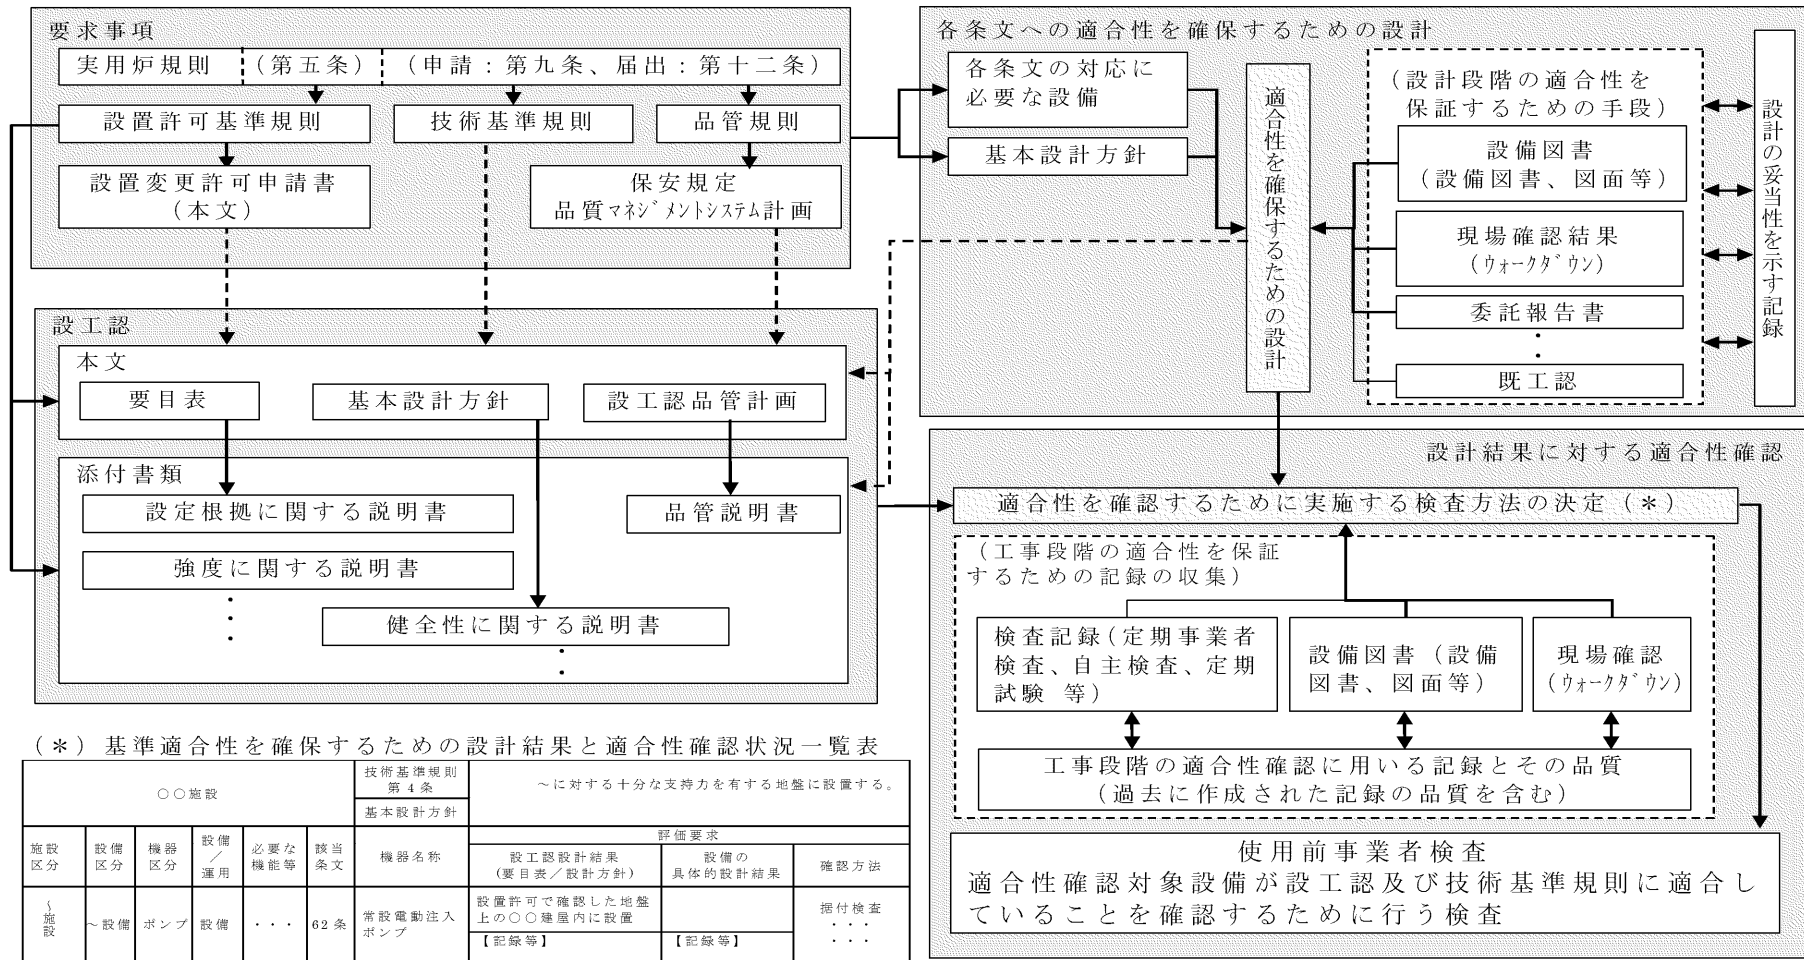 要求事項
実用炉規則
(第五条)
(申請：第九条、届出：第十二条)
設置許可基準規則
技術基準規則
品管規則
設置変更許可申請書
(本文)
保安規定
品質ﾏﾈｼﾞﾒﾝﾄｼｽﾃﾑ計画
設工認
本文
要目表
基本設計方針
設工認品管計画
添付書類
設定根拠に関する説明書
品管説明書
強度に関する説明書
・
・
・
健全性に関する説明書
・
・
各条文への適合性を確保するための設計
各条文の対応に
必要な設備
基本設計方針
適合性を確保するための設計
(設計段階の適合性を
保証するための手段)
設備図書
(設備図書、図面等)
現場確認結果
(ｳｫｰｸﾀﾞｳﾝ)
委託報告書
・
・
既工認
設計の妥当性を示す記録
設計結果に対する適合性確認
適合性を確認するために実施する検査方法の決定 (＊)
(工事段階の適合性を保証
するための記録の収集)
検査記録(定期事業者
検査、自主検査、定期
試験 等)
設備図書 (設備
図書、図面等)
現場確認
(ｳｫｰｸﾀﾞｳﾝ)
工事段階の適合性確認に用いる記録とその品質
(過去に作成された記録の品質を含む)
使用前事業者検査
適合性確認対象設備が設工認及び技術基準規則に適合し
ていることを確認するために行う検査
(＊) 基準適合性を確保するための設計結果と適合性確認状況一覧表
○○施設
技術基準規則
第4条
～に対する十分な支持力を有する地盤に設置する。
基本設計方針
施設
区分
設備
区分
機器
区分
設備
／
運用
必要な
機能等
該当
条文
機器名称
評価要求
設工認設計結果
(要目表／設計方針)
設備の
具体的設計結果
確認方法
～施設
～設備
ポンプ
設備
・・・
62条
常設電動注入
ポンプ
設置許可で確認した地盤
上の○○建屋内に設置
【記録等】
【記録等】
据付検査
・・・
・・・